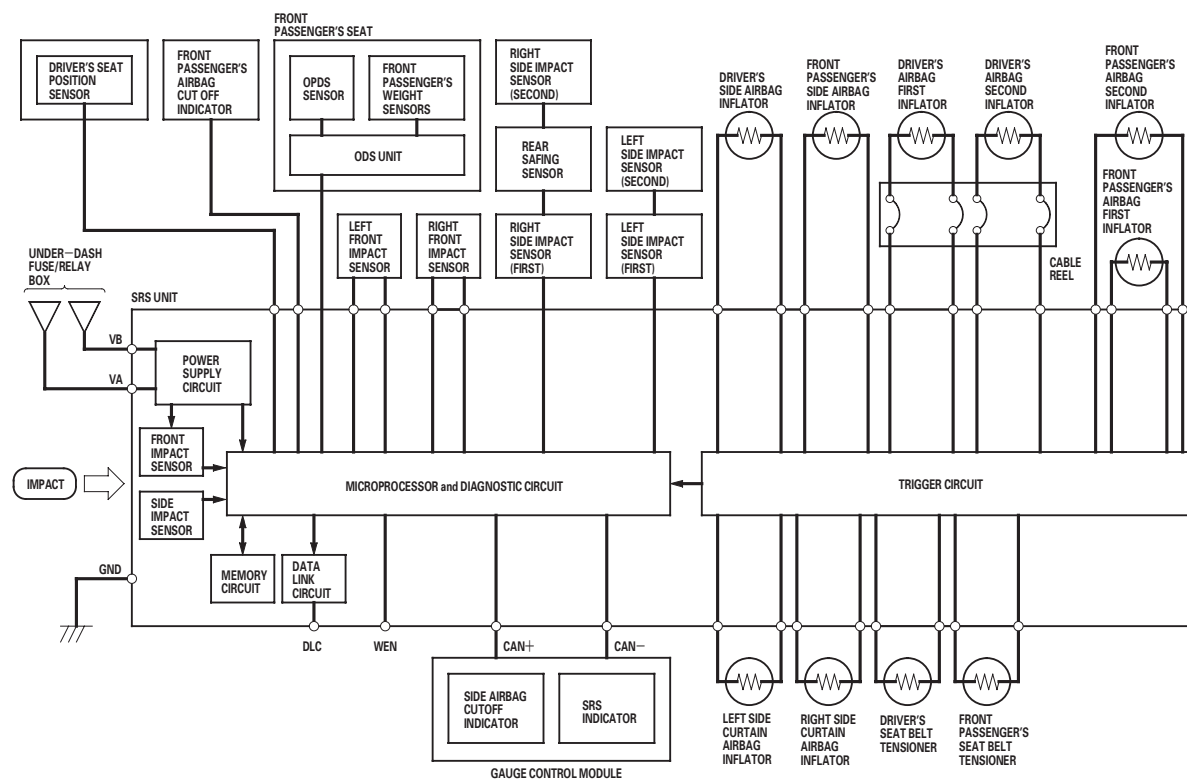 FRONT
PASSENGER'S SEAT
DRIVER'S SEAT
POSITION
SENSOR
FRONT
PASSENGER'S
AIRBAG
CUT OFF
INDICATOR
OPDS
SENSOR
FRONT
PASSENGER'S
WEIGHT
SENSORS
ODS UNIT
RIGHT
SIDE IMPACT
SENSOR
(SECOND)
REAR
SAFING
SENSOR
RIGHT
SIDE IMPACT
SENSOR
(FIRST)
LEFT
SIDE IMPACT
SENSOR
(SECOND)
LEFT
SIDE IMPACT
SENSOR
(FIRST)
LEFT
FRONT
IMPACT
SENSOR
RIGHT
FRONT
IMPACT
SENSOR
DRIVER'S
SIDE AIRBAG
INFLATOR
FRONT
PASSENGER'S
SIDE AIRBAG
INFLATOR
DRIVER'S
AIRBAG
FIRST
INFLATOR
DRIVER'S
AIRBAG
SECOND
INFLATOR
FRONT
PASSENGER'S
AIRBAG
SECOND
INFLATOR
FRONT
PASSENGER'S
AIRBAG
FIRST
INFLATOR
CABLE
REEL
UNDER−DASH
FUSE/RELAY
BOX
SRS UNIT
VB
VA
POWER
SUPPLY
CIRCUIT
FRONT
IMPACT
SENSOR
IMPACT
SIDE
IMPACT
SENSOR
MICROPROCESSOR and DIAGNOSTIC CIRCUIT
TRIGGER CIRCUIT
GND
MEMORY
CIRCUIT
DATA
LINK
CIRCUIT
DLC
WEN
CAN+
CAN−
SIDE AIRBAG
CUTOFF
INDICATOR
SRS
INDICATOR
GAUGE CONTROL MODULE
LEFT SIDE
CURTAIN
AIRBAG
INFLATOR
RIGHT SIDE
CURTAIN
AIRBAG
INFLATOR
DRIVER'S
SEAT BELT
TENSIONER
FRONT
PASSENGER'S
SEAT BELT
TENSIONER